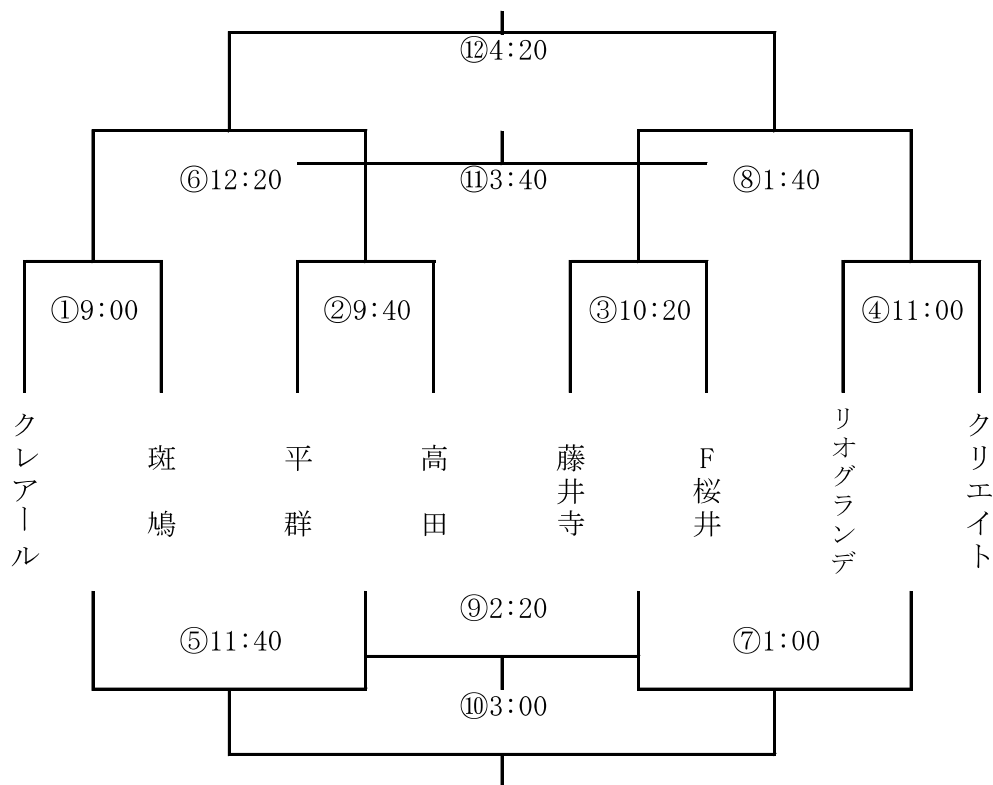 ⑫4:20
⑥12:20
⑪3:40
⑧1:40
①9:00
②9:40
③10:20
④11:00
クレアール
斑鳩
平群
高田
藤井寺
F桜井
リオグランデ
クリエイト
⑨2:20
⑤11:40
⑦1:00
⑩3:00